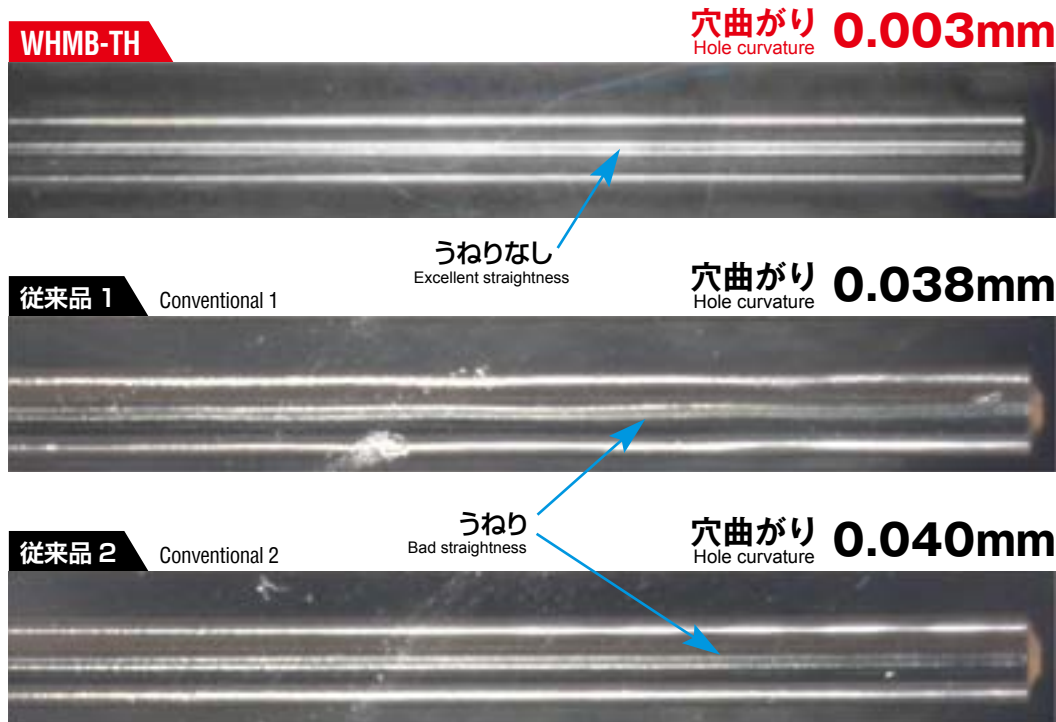 WHMB-TH
穴曲がり 0.003mm
Hole curvature
うねりなし
Excellent straightness
従来品 1 Conventional 1
穴曲がり 0.038mm
Hole curvature
うねり
Bad straightness
従来品 2 Conventional 2
穴曲がり 0.040mm
Hole curvature